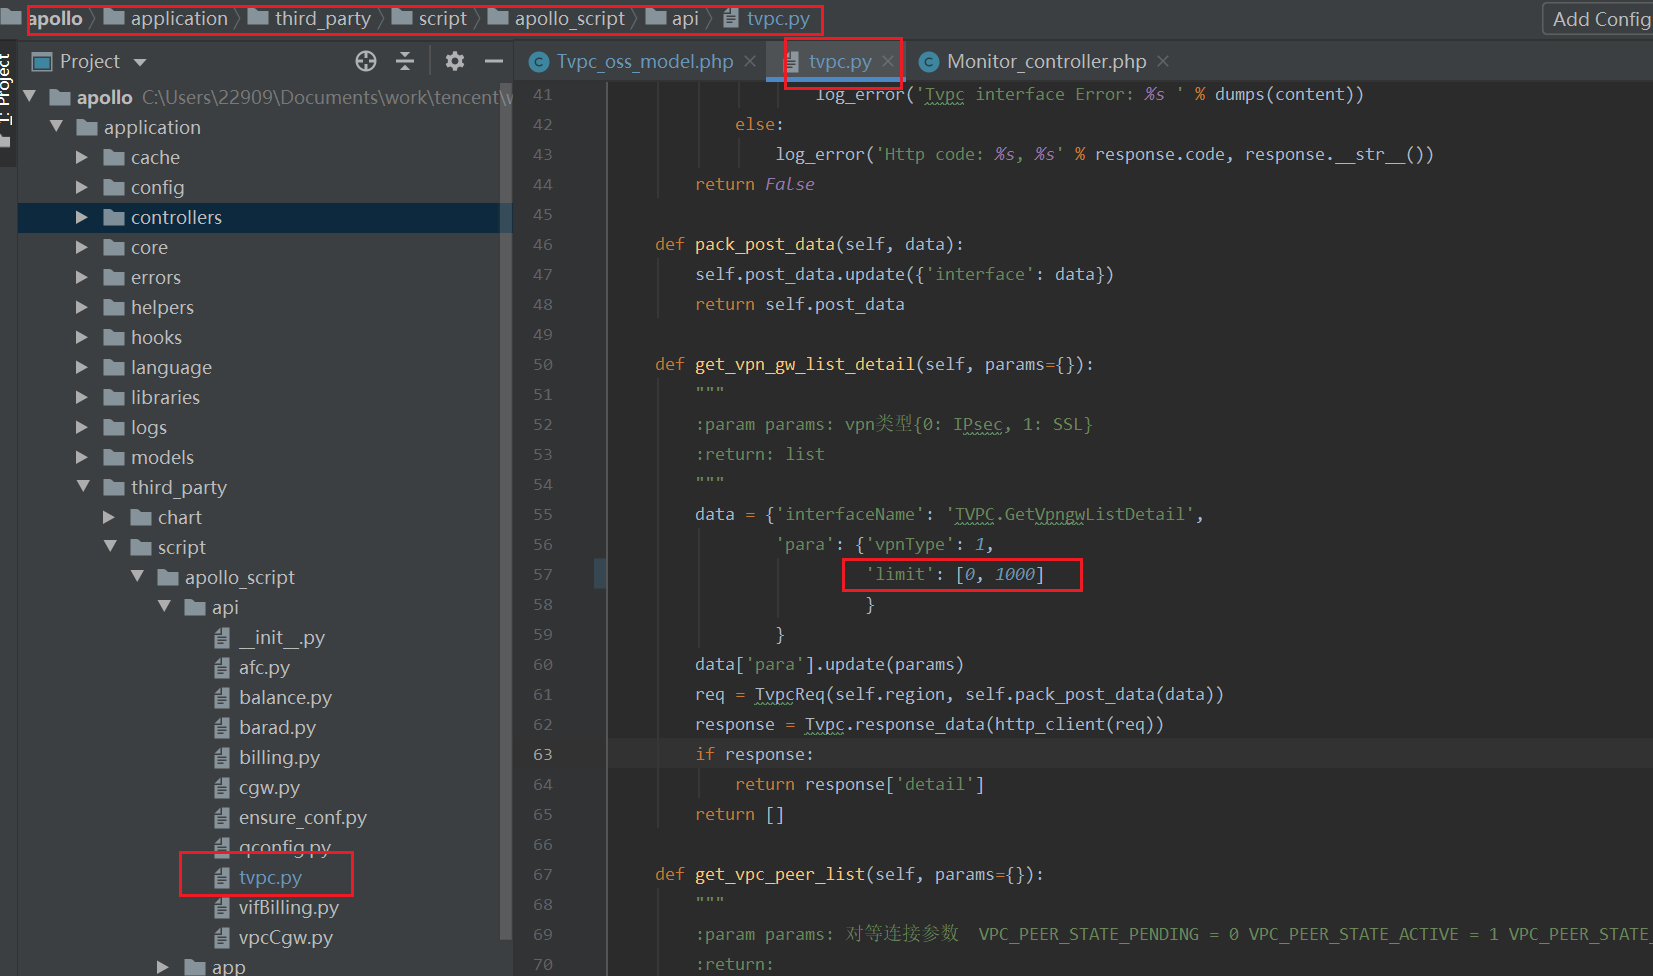 apollo application third_party script apollo_script api tvpc.py
Add Config
1: Project
Project
apollo C:\Users\22909\Documents\work\tencent\
application
cache
config
controllers
core
errors
helpers
hooks
language
libraries
logs
models
third_party
chart
script
apollo_script
api
__init__.py
afc.py
balance.py
barad.py
billing.py
cgw.py
ensure_conf.py
qconfig.py
tvpc.py
vifBilling.py
vpcCgw.py
app
Tvpc_oss_model.php tvpc.py Monitor_controller.php
41 log_error('Tvpc interface Error: %s ' % dumps(content))
42 else:
43 log_error('Http code: %s, %s' % response.code, response.__str__())
44 return False
45
46 def pack_post_data(self, data):
47 self.post_data.update({'interface': data})
48 return self.post_data
49
50 def get_vpn_gw_list_detail(self, params={}):
51 """
52 :param params: vpn类型{0: IPsec, 1: SSL}
53 :return: list
54 """
55 data = {'interfaceName': 'TVPC.GetVpngwListDetail',
56 'para': {'vpnType': 1,
57 'limit': [0, 1000]
58 }
59 }
60 data['para'].update(params)
61 req = TvpcReq(self.region, self.pack_post_data(data))
62 response = Tvpc.response_data(http_client(req))
63 if response:
64 return response['detail']
65 return []
66
67 def get_vpc_peer_list(self, params={}):
68 """
69 :param params: 对等连接参数 VPC_PEER_STATE_PENDING = 0 VPC_PEER_STATE_ACTIVE = 1 VPC_PEER_STATE_
70 :return: